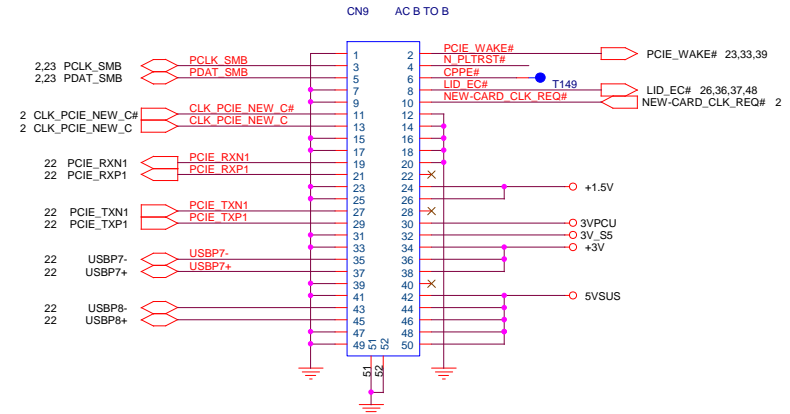 CN9 AC B TO B
2,23 PCLK_SMB PCLK_SMB 1 2 PCIE_WAKE# PCIE_WAKE# 23,33,39
2,23 PDAT_SMB PDAT_SMB 3 4 N_PLTRST#
5 6 CPPE# T149
7 8 LID_EC# LID_EC# 26,36,37,48
9 10 NEW-CARD_CLK_REQ# NEW-CARD_CLK_REQ# 2
2 CLK_PCIE_NEW_C# CLK_PCIE_NEW_C# 11 12
2 CLK_PCIE_NEW_C CLK_PCIE_NEW_C 13 14
15 16
17 18
22 PCIE_RXN1 PCIE_RXN1 19 20
22 PCIE_RXP1 PCIE_RXP1 21 22
23 24 +1.5V
25 26
22 PCIE_TXN1 PCIE_TXN1 27 28
22 PCIE_TXP1 PCIE_TXP1 29 30 3VPCU
31 32 3V_S5
33 34 +3V
22 USBP7- USBP7- 35 36
22 USBP7+ USBP7+ 37 38
39 40
41 42 5VSUS
22 USBP8- 43 44
22 USBP8+ 45 46
47 48
49 51 52 50
51 52